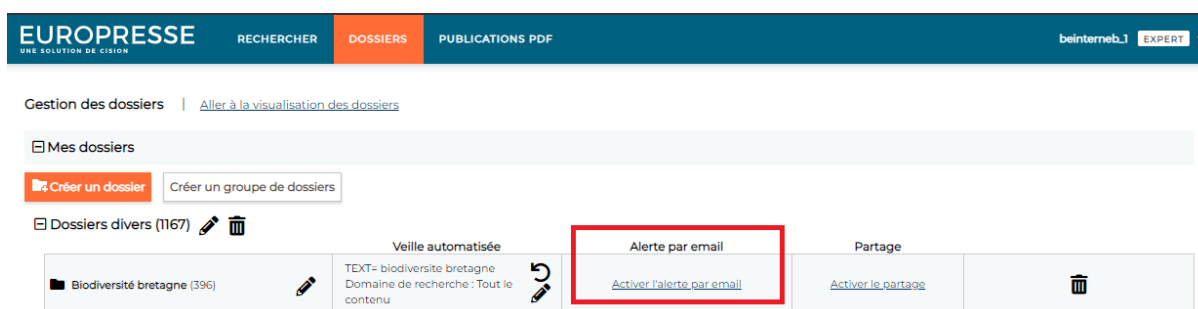 EUROPRESSE
UNE SOLUTION DE CISION
RECHERCHER DOSSIERS PUBLICATIONS PDF beinterneb_1 EXPERT
Gestion des dossiers | Aller à la visualisation des dossiers
Mes dossiers
Créer un dossier Créer un groupe de dossiers
Dossiers divers (1167)
Veille automatisée Alerte par email Partage
Biodiversité bretagne (396)
TEXT= biodiversite bretagne
Domaine de recherche : Tout le
contenu
Activer l'alerte par email
Activer le partage